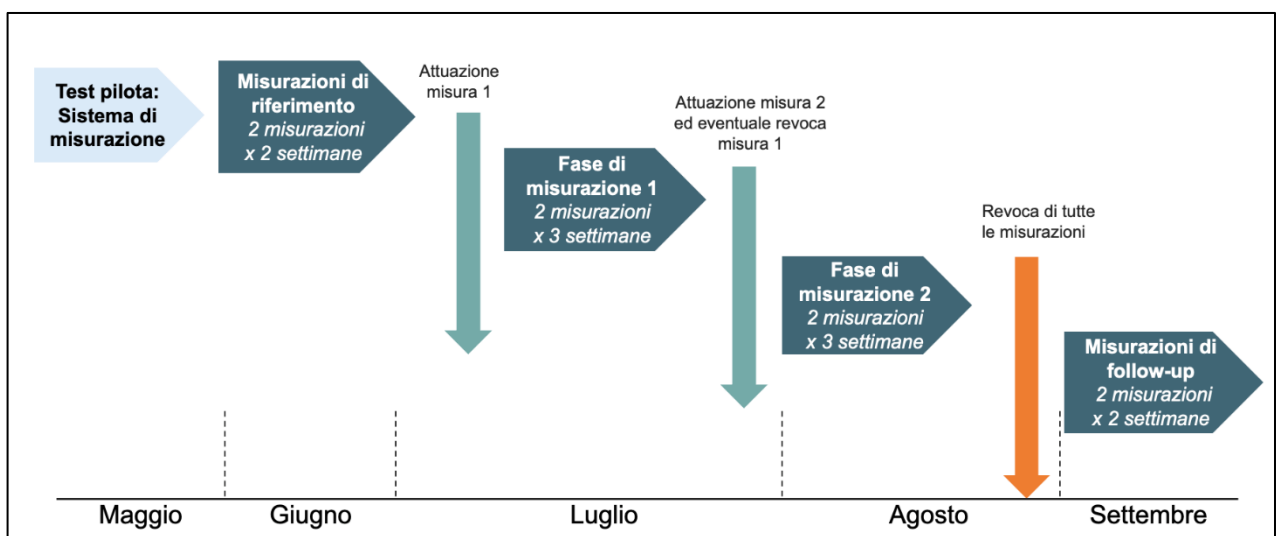 Test pilota:
Sistema di
misurazione
Misurazioni di
riferimento
2 misurazioni
x 2 settimane
Attuazione
misura 1
Fase di
misurazione 1
2 misurazioni
x 3 settimane
Attuazione misura 2
ed eventuale revoca
misura 1
Fase di
misurazione 2
2 misurazioni
x 3 settimane
Revoca di tutte
le misurazioni
Misurazioni di
follow-up
2 misurazioni
x 2 settimane
Maggio
Giugno
Luglio
Agosto
Settembre